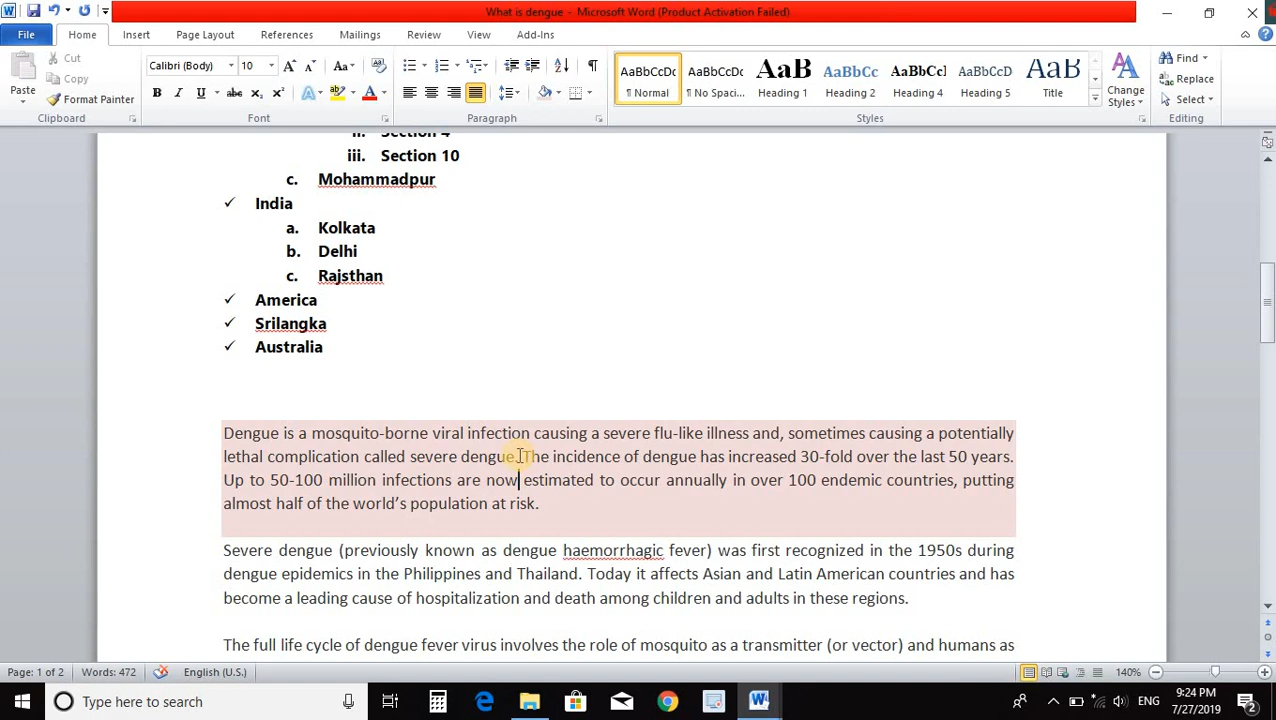 What is dengue - Microsoft Word (Product Activation Failed)
File Home Insert Page Layout References Mailings Review View Add-Ins
Cut
Copy
Paste
Format Painter
Clipboard
Calibri (Body) 10
Font
Paragraph
AaBbCcDc AaBbCcDc AaB AaBbCc AaBbCcI AaBbCcDc AaB
¶ Normal ¶ No Spaci... Heading 1 Heading 2 Heading 4 Heading 5 Title
Change Styles
Styles
Find
Replace
Select
Editing
ii. Section 4
iii. Section 10
c. Mohammadpur
India
a. Kolkata
b. Delhi
c. Rajsthan
America
Srilangka
Australia
Dengue is a mosquito-borne viral infection causing a severe flu-like illness and, sometimes causing a potentially
lethal complication called severe dengue. The incidence of dengue has increased 30-fold over the last 50 years.
Up to 50-100 million infections are now estimated to occur annually in over 100 endemic countries, putting
almost half of the world’s population at risk.
Severe dengue (previously known as dengue haemorrhagic fever) was first recognized in the 1950s during
dengue epidemics in the Philippines and Thailand. Today it affects Asian and Latin American countries and has
become a leading cause of hospitalization and death among children and adults in these regions.
The full life cycle of dengue fever virus involves the role of mosquito as a transmitter (or vector) and humans as
Page: 1 of 2 Words: 472 English (U.S.) 140%
Type here to search
ENG
9:24 PM
7/27/2019
2